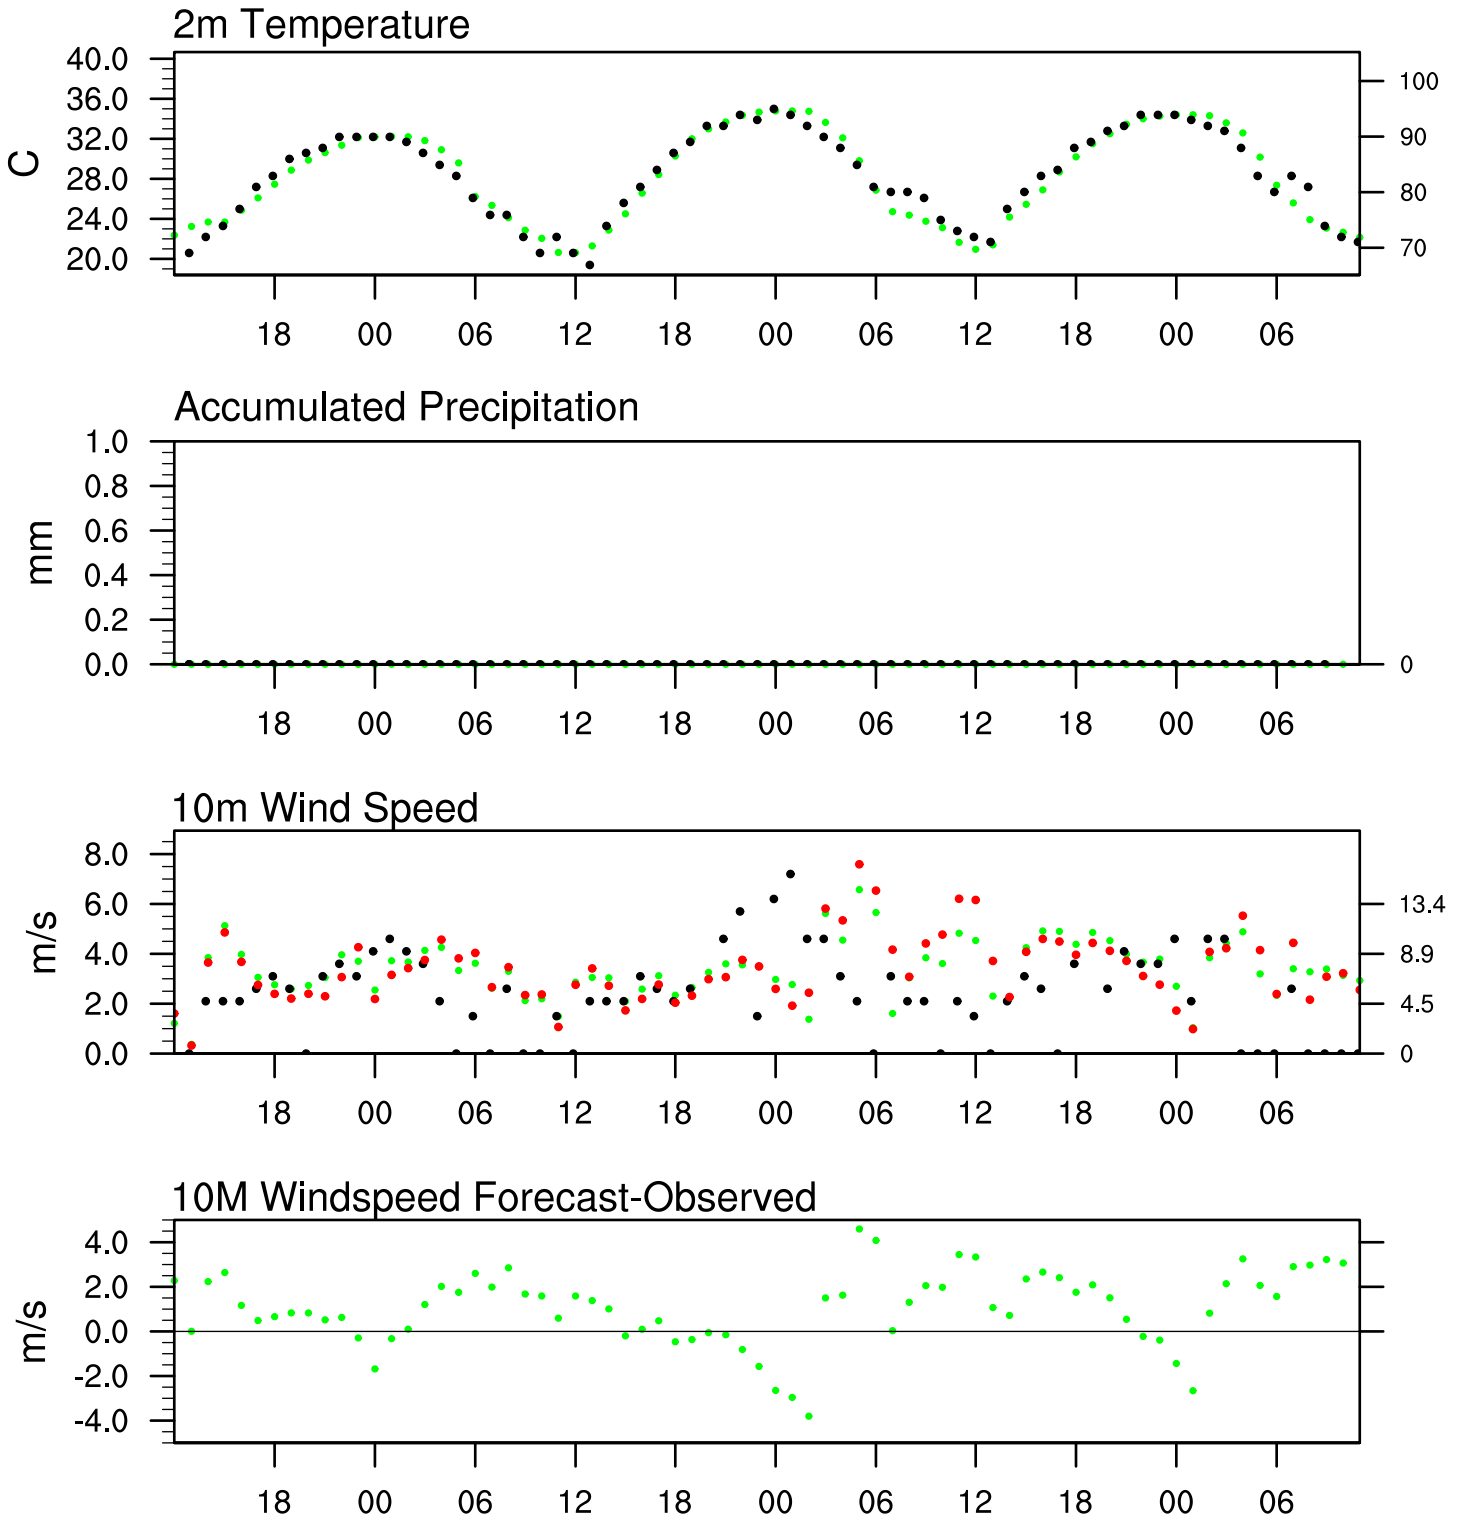 2m Temperature
C
40.0
36.0
32.0
28.0
24.0
20.0
100
90
80
70
18 00 06 12 18 00 06 12 18 00 06
Accumulated Precipitation
mm
1.0
0.8
0.6
0.4
0.2
0.0
0
18 00 06 12 18 00 06 12 18 00 06
10m Wind Speed
m/s
8.0
6.0
4.0
2.0
0.0
13.4
8.9
4.5
0
18 00 06 12 18 00 06 12 18 00 06
10M Windspeed Forecast-Observed
m/s
4.0
2.0
0.0
-2.0
-4.0
18 00 06 12 18 00 06 12 18 00 06